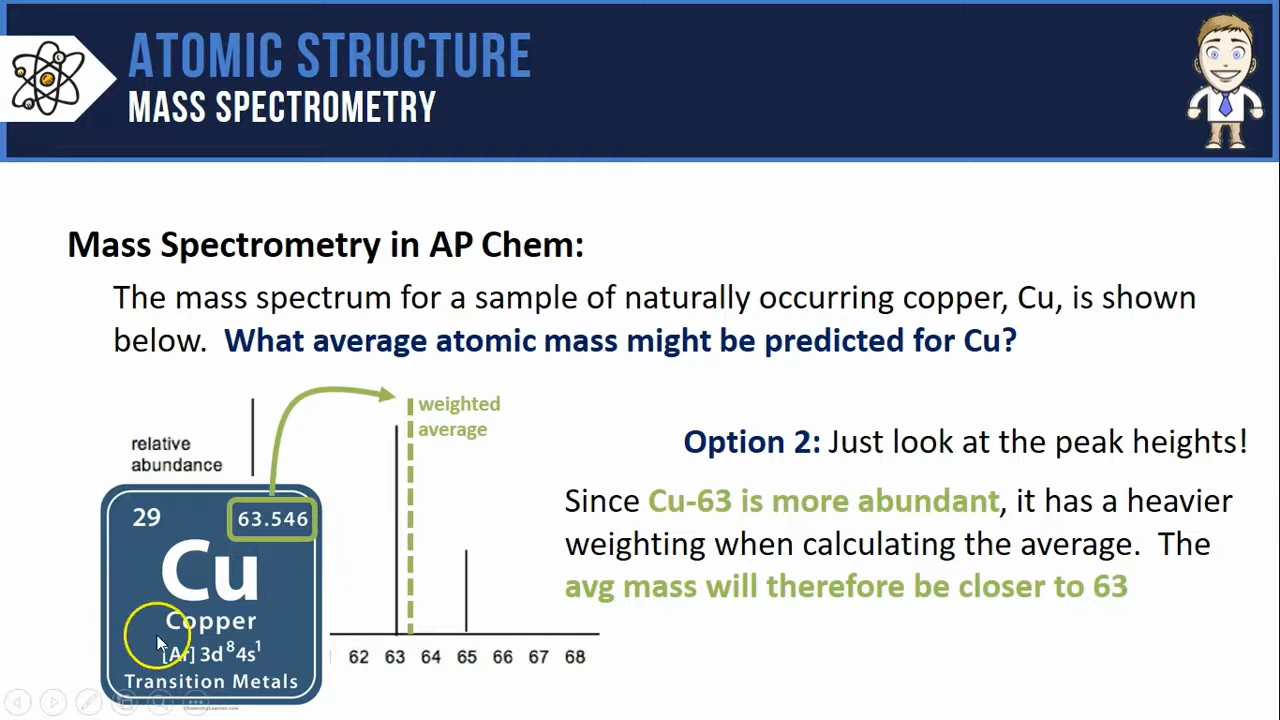 ATOMIC STRUCTURE
MASS SPECTROMETRY
Mass Spectrometry in AP Chem:
The mass spectrum for a sample of naturally occurring copper, Cu, is shown
below. What average atomic mass might be predicted for Cu?
weighted
average
relative
abundance
Option 2: Just look at the peak heights!
Since Cu-63 is more abundant, it has a heavier
weighting when calculating the average. The
avg mass will therefore be closer to 63
29
63.546
Cu
Copper
[Ar] 3d⁸4s¹
Transition Metals
62 63 64 65 66 67 68